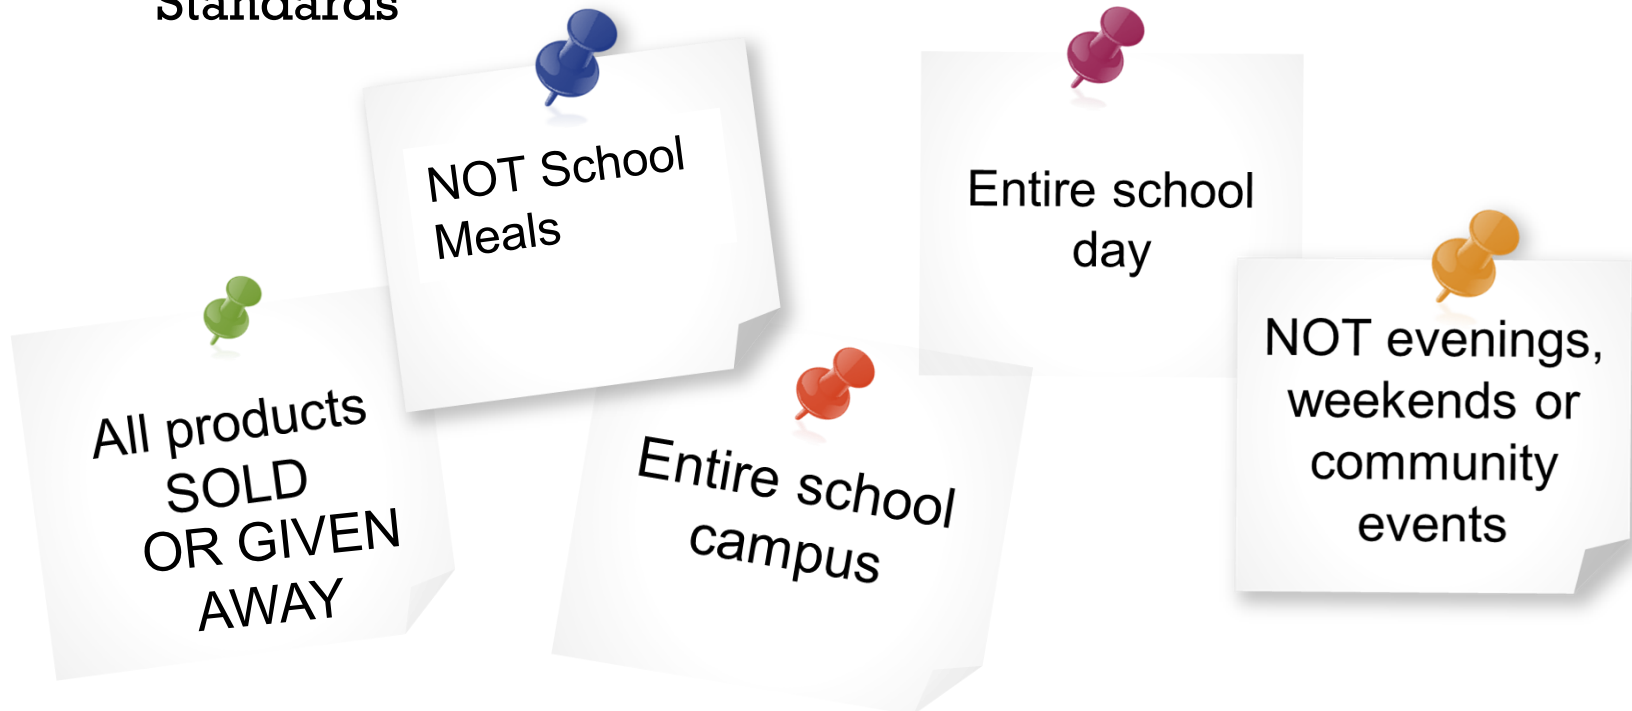 Standards
NOT School
Meals
Entire school
day
All products
SOLD
OR GIVEN
AWAY
Entire school
campus
NOT evenings,
weekends or
community
events